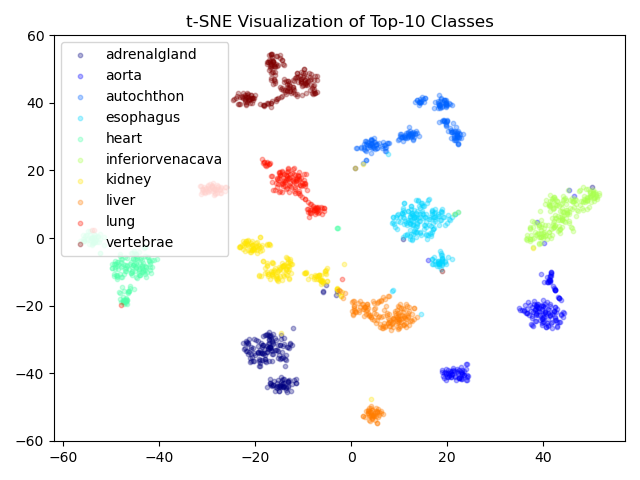 t-SNE Visualization of Top-10 Classes
adrenalgland
aorta
autochthon
esophagus
heart
inferiorvenacava
kidney
liver
lung
vertebrae
60
40
20
0
−20
−40
−60
−60 −40 −20 0 20 40